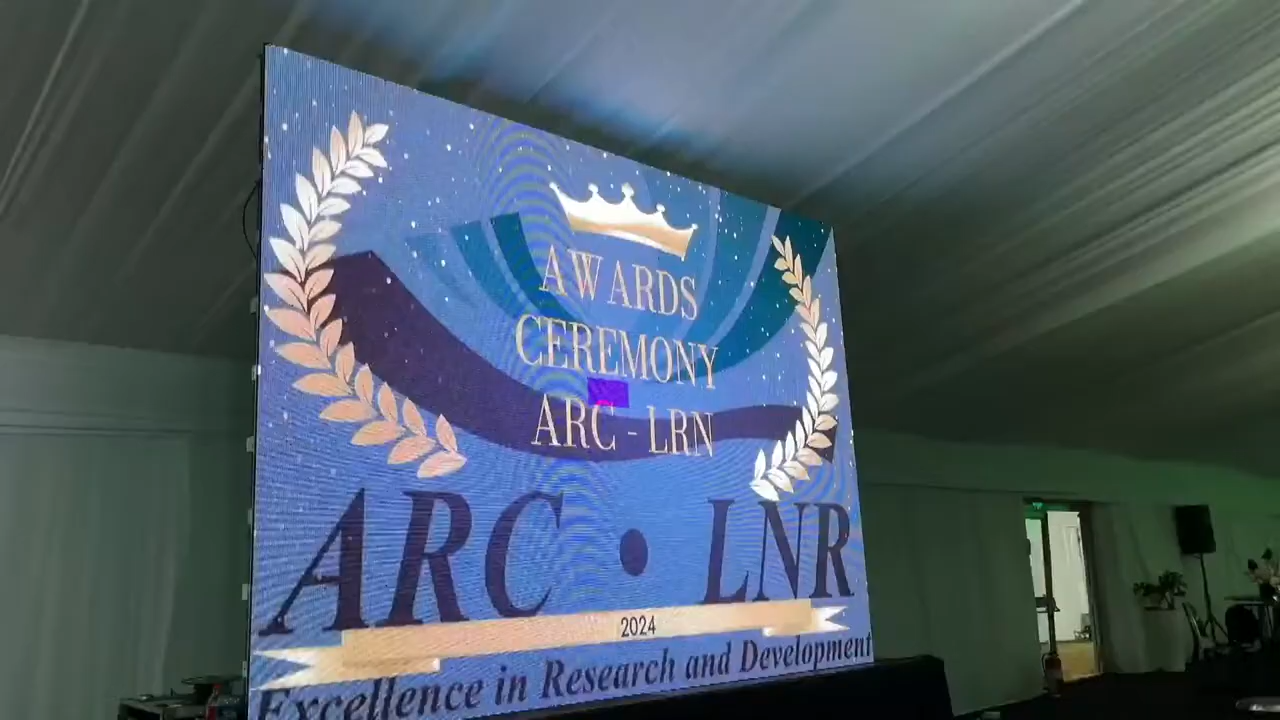 AWARDS
CEREMONY
ARC - LRN
ARC • LNR
2024
Excellence in Research and Development